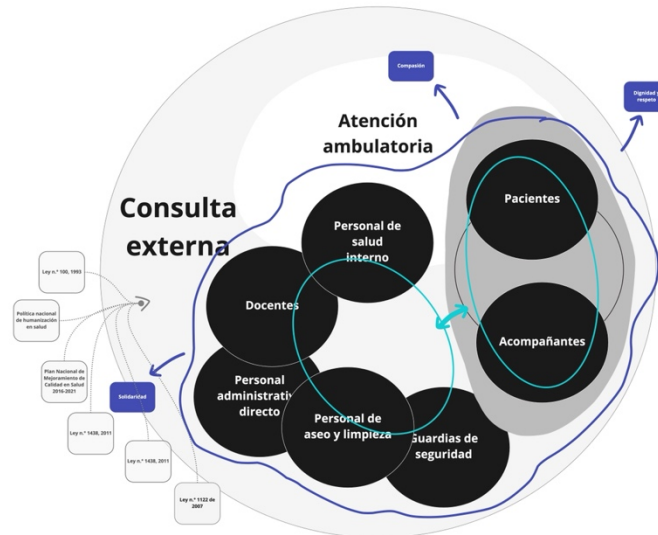 Compasión
Dignidad y
respeto
Atención
ambulatoria
Pacientes
Consulta
externa
Personal de
salud
interno
Ley n.º 100, 1993
Docentes
Política nacional
de humanización
en salud
Acompañantes
Plan Nacional de
Mejoramiento de
Calidad en Salud
2016-2021
Solidaridad
Personal
administrativ
directo
Personal de
aseo y limpieza
Guardias de
seguridad
Ley n.º 1438, 2011
Ley n.º 1438, 2011
Ley n.º 1122 de
2007